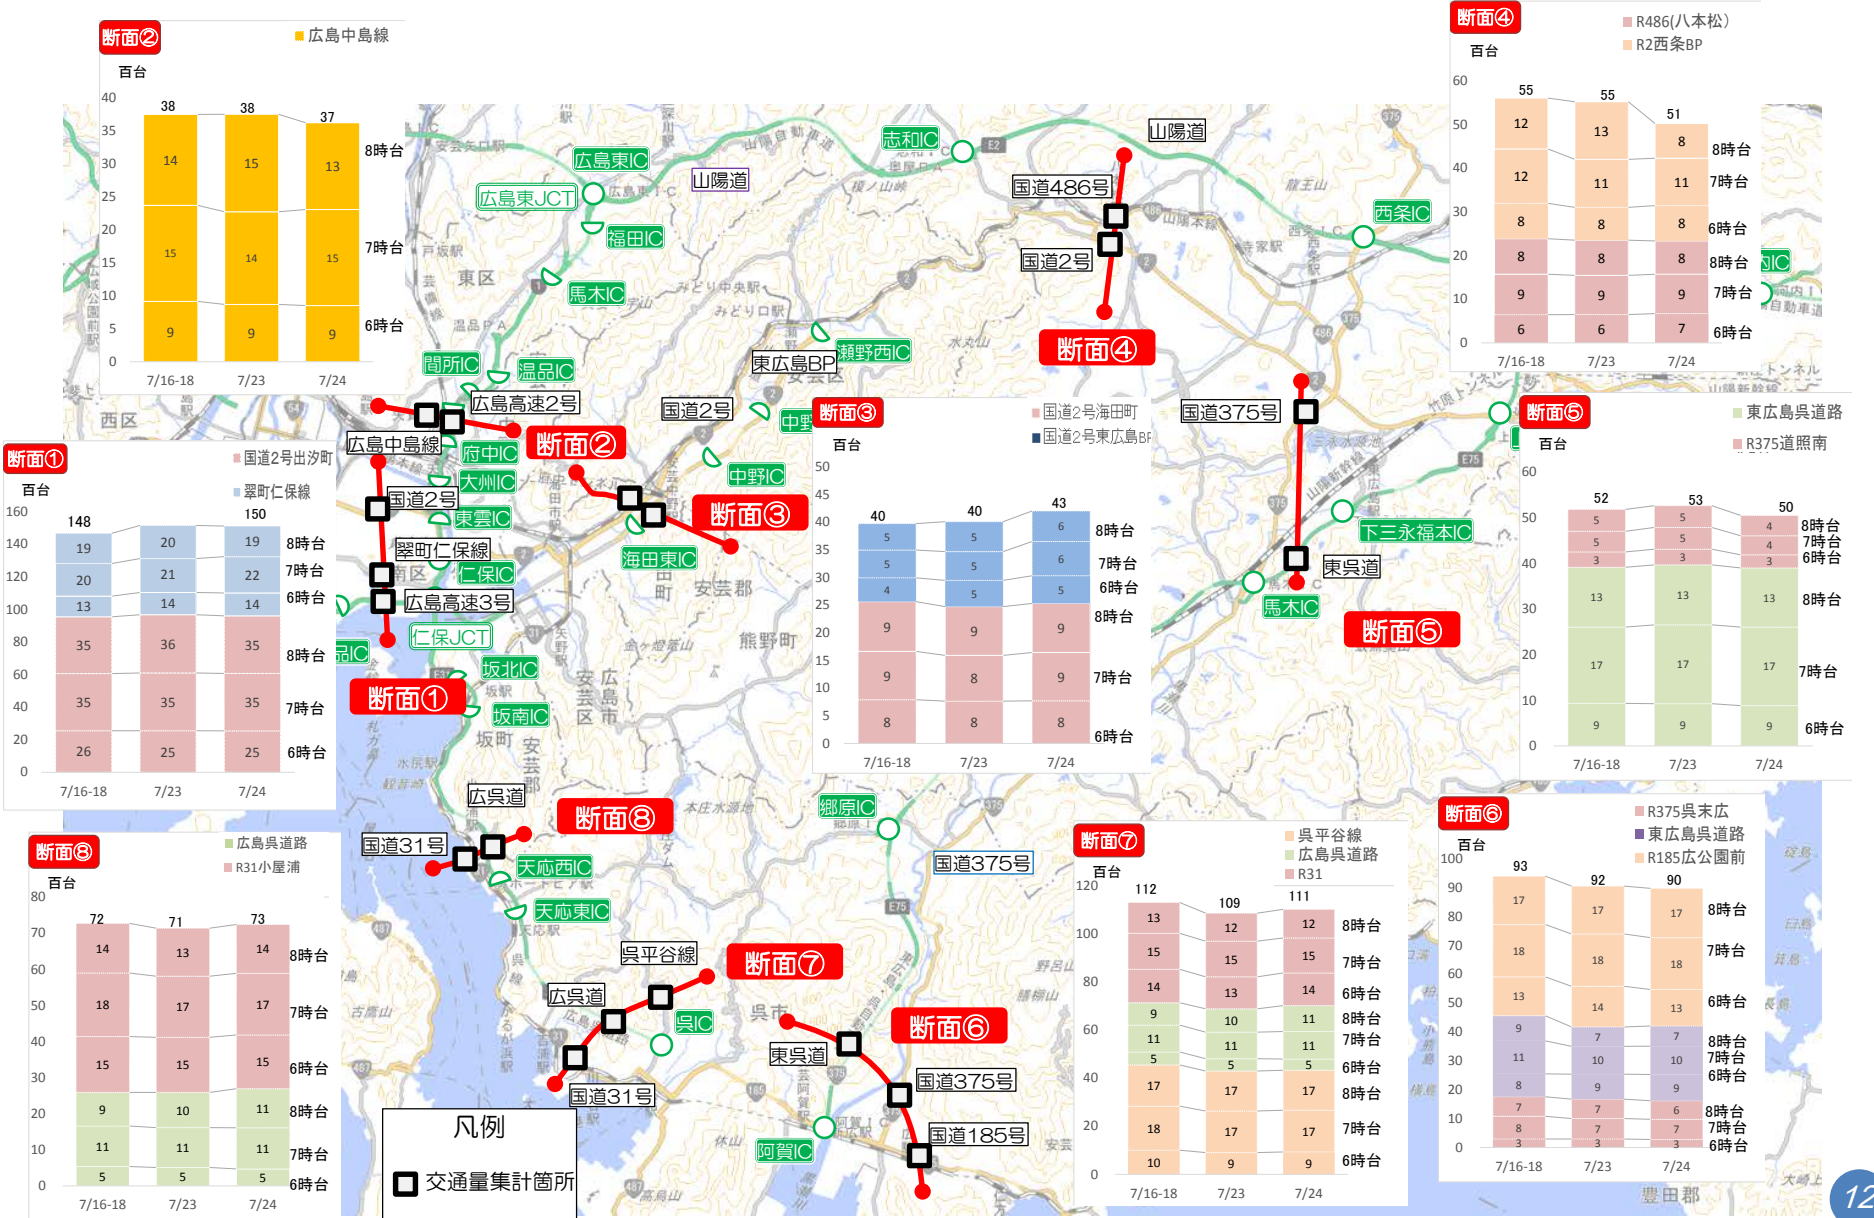 断面②
広島中島線
百台
40
35
30
25
20
15
10
5
0
38
38
37
14
15
13
15
14
15
9
9
9
8時台
7時台
6時台
7/16-18
7/23
7/24
断面④
R486(八本松)
R2西条BP
百台
60
50
40
30
20
10
0
55
55
51
12
13
8
12
11
11
8
8
8
8
8
8
9
9
9
6
6
7
8時台
7時台
6時台
8時台
7時台
6時台
7/16-18
7/23
7/24
断面①
国道2号出汐町
翠町仁保線
百台
160
140
120
100
80
60
40
20
0
148
150
19
20
19
20
21
22
13
14
14
35
36
35
35
35
35
26
25
25
8時台
7時台
6時台
8時台
7時台
6時台
7/16-18
7/23
7/24
断面③
国道2号海田町
国道2号東広島BP
百台
50
45
40
35
30
25
20
15
10
5
0
40
40
43
5
5
6
5
5
6
4
5
5
9
9
9
9
8
9
8
8
8
8時台
7時台
6時台
8時台
7時台
6時台
7/16-18
7/23
7/24
断面⑤
東広島呉道路
R375道照南
百台
60
50
40
30
20
10
0
52
53
50
5
5
4
5
5
4
3
3
3
13
13
13
17
17
17
9
9
9
8時台
7時台
6時台
8時台
7時台
6時台
7/16-18
7/23
7/24
断面⑧
広島呉道路
R31小屋浦
百台
80
70
60
50
40
30
20
10
0
72
71
73
14
13
14
18
17
17
15
15
15
9
10
11
11
11
11
5
5
5
8時台
7時台
6時台
8時台
7時台
6時台
7/16-18
7/23
7/24
断面⑦
呉平谷線
広島呉道路
R31
百台
120
100
80
60
40
20
0
112
109
111
13
12
12
15
15
15
14
13
14
9
10
11
11
11
11
5
5
5
17
17
17
18
17
17
10
9
9
8時台
7時台
6時台
8時台
7時台
6時台
8時台
7時台
6時台
7/16-18
7/23
7/24
断面⑥
R375呉末広
東広島呉道路
R185広公園前
百台
100
90
80
70
60
50
40
30
20
10
0
93
92
90
17
17
17
18
18
18
13
14
13
9
7
7
11
10
10
8
9
9
7
7
6
8
7
7
3
3
3
8時台
7時台
6時台
8時台
7時台
6時台
8時台
7時台
6時台
7/16-18
7/23
7/24
広島東IC
広島東JCT
山陽道
福田IC
馬木IC
志和IC
山陽道
国道486号
国道2号
西条IC
断面④
間所IC
温品IC
広島高速2号
広島中島線
断面②
府中IC
大州IC
国道2号
東雲IC
翠町仁保線
仁保IC
広島高速3号
仁保JCT
断面①
坂北IC
坂南IC
東広島BP
瀬野西IC
国道2号
中野IC
断面③
海田東IC
国道375号
下三永福本IC
東呉道
馬木IC
断面⑤
広呉道
断面⑧
国道31号
天応西IC
天応東IC
郷原IC
国道375号
呉平谷線
断面⑦
広呉道
呉IC
国道31号
断面⑥
東呉道
国道375号
国道185号
阿賀IC
凡例
交通量集計箇所
東区
西区
安芸区
安芸郡
熊野町
坂町
呉市
豊田郡
12